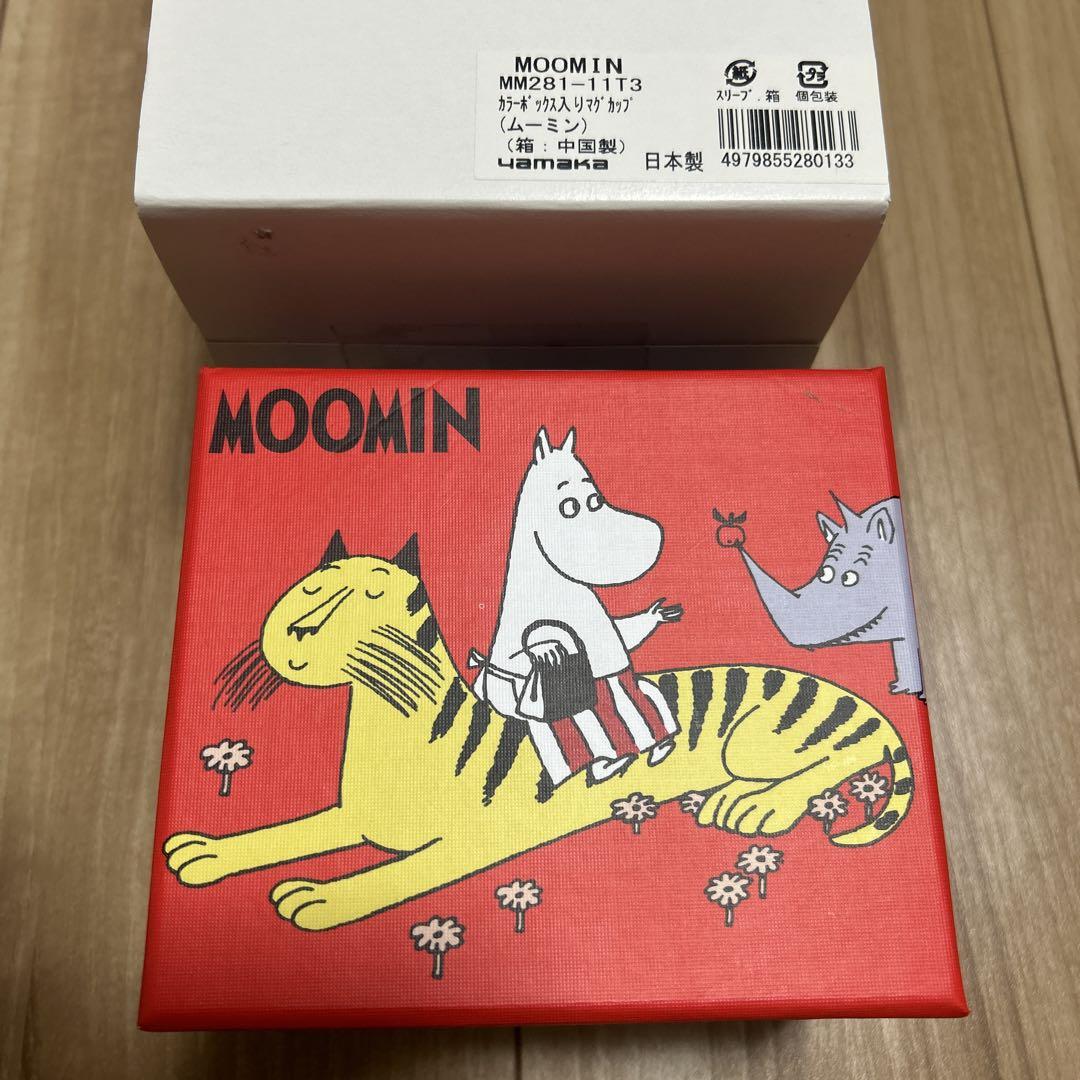 MOOMIN
MM281-11T3
ｶﾗｰﾎﾞｯｸｽ入りﾏｸﾞｶｯﾌﾟ
(ムーミン)
(箱：中国製)
yamaka 日本製
紙 プラ
ｽﾘｰﾌﾞ.箱 個包装
4979855280133
MOOMIN